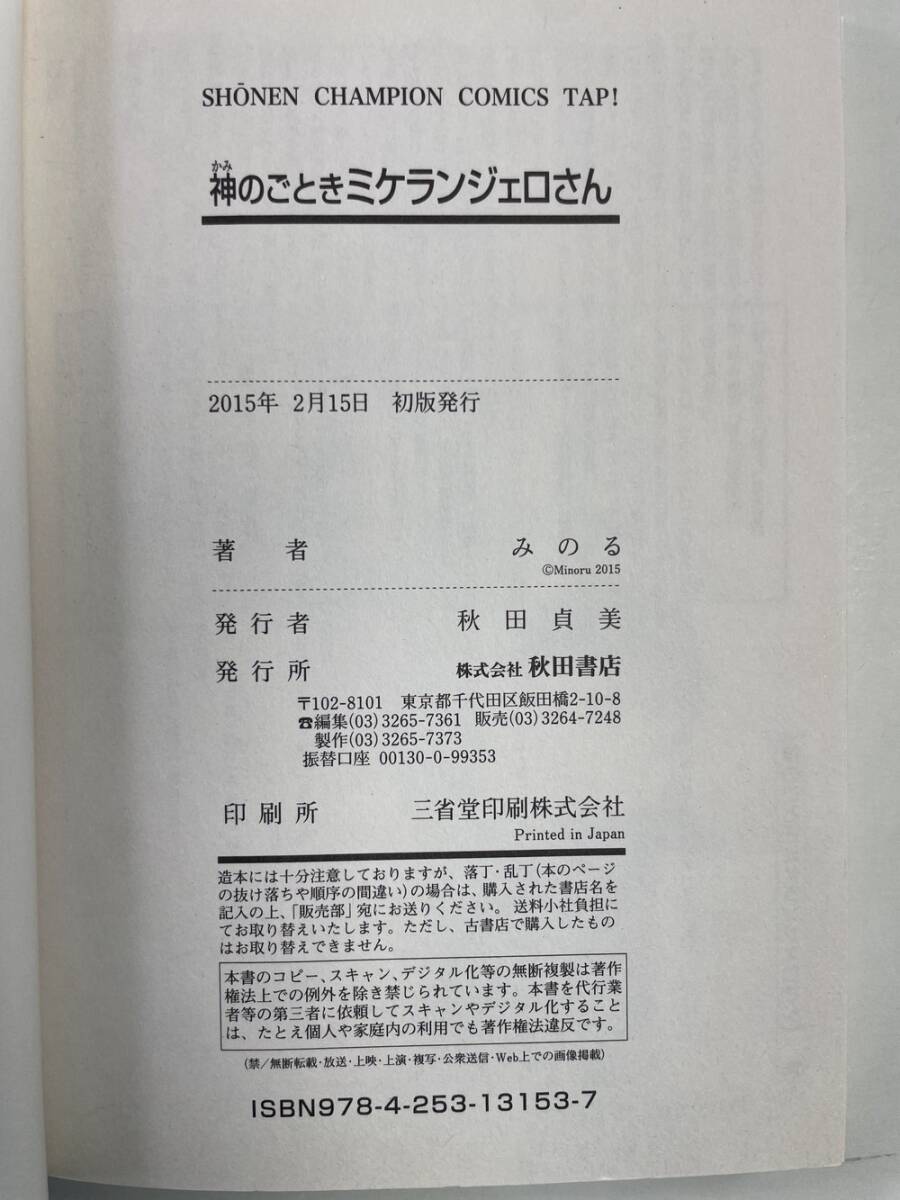 SHŌNEN CHAMPION COMICS TAP!
かみ
神のごときミケランジェロさん
2015年 2月15日 初版発行
著者 みのる
©Minoru 2015
発行者 秋田貞美
発行所 株式会社 秋田書店
〒102-8101 東京都千代田区飯田橋2-10-8
☎編集(03)3265-7361 販売(03)3264-7248
製作(03)3265-7373
振替口座 00130-0-99353
印刷所 三省堂印刷株式会社
Printed in Japan
造本には十分注意しておりますが、落丁・乱丁(本のページ
の抜け落ちや順序の間違い)の場合は、購入された書店名を
記入の上、「販売部」宛にお送りください。送料小社負担に
てお取り替えいたします。ただし、古書店で購入したもの
はお取り替えできません。
本書のコピー、スキャン、デジタル化等の無断複製は著作
権法上での例外を除き禁じられています。本書を代行業
者等の第三者に依頼してスキャンやデジタル化すること
は、たとえ個人や家庭内の利用でも著作権法違反です。
(禁/無断転載・放送・上映・上演・複写・公衆送信・Web上での画像掲載)
ISBN978-4-253-13153-7